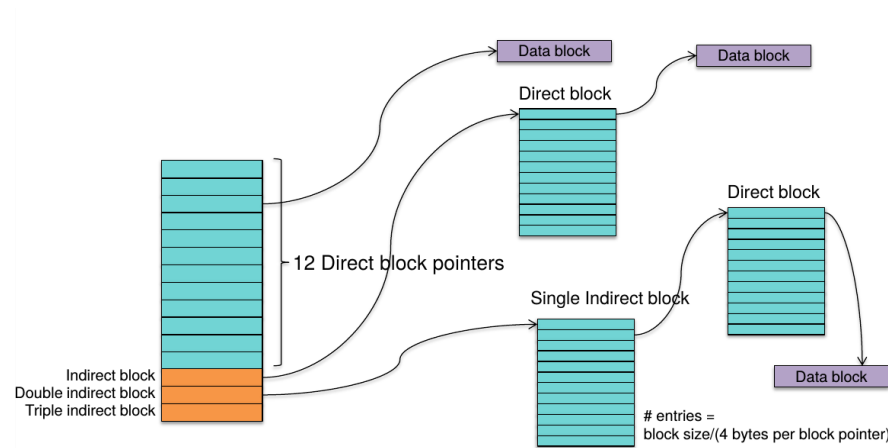 Data block
Data block
Direct block
Direct block
12 Direct block pointers
Single Indirect block
Indirect block
Double indirect block
Triple indirect block
Data block
# entries =
block size/(4 bytes per block pointer)